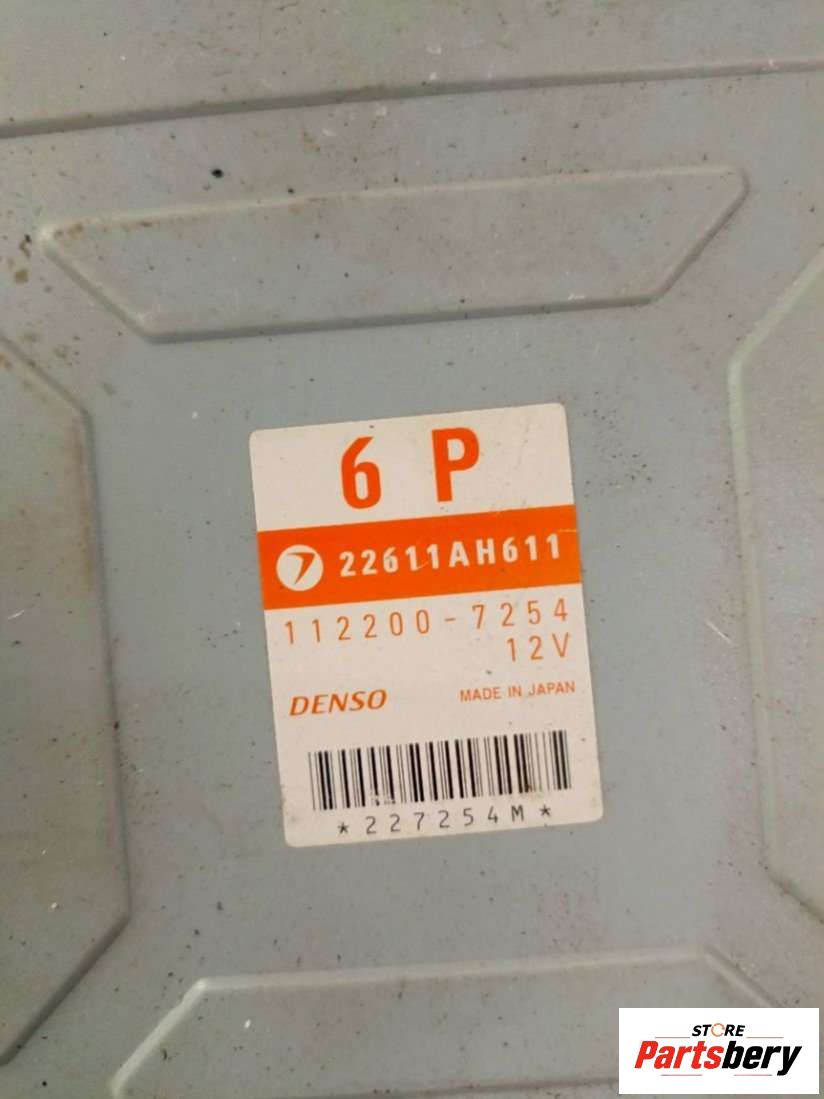 6 P
22611AH611
112200-7254
12V
DENSO MADE IN JAPAN
*227254M*
STORE
Partsbery